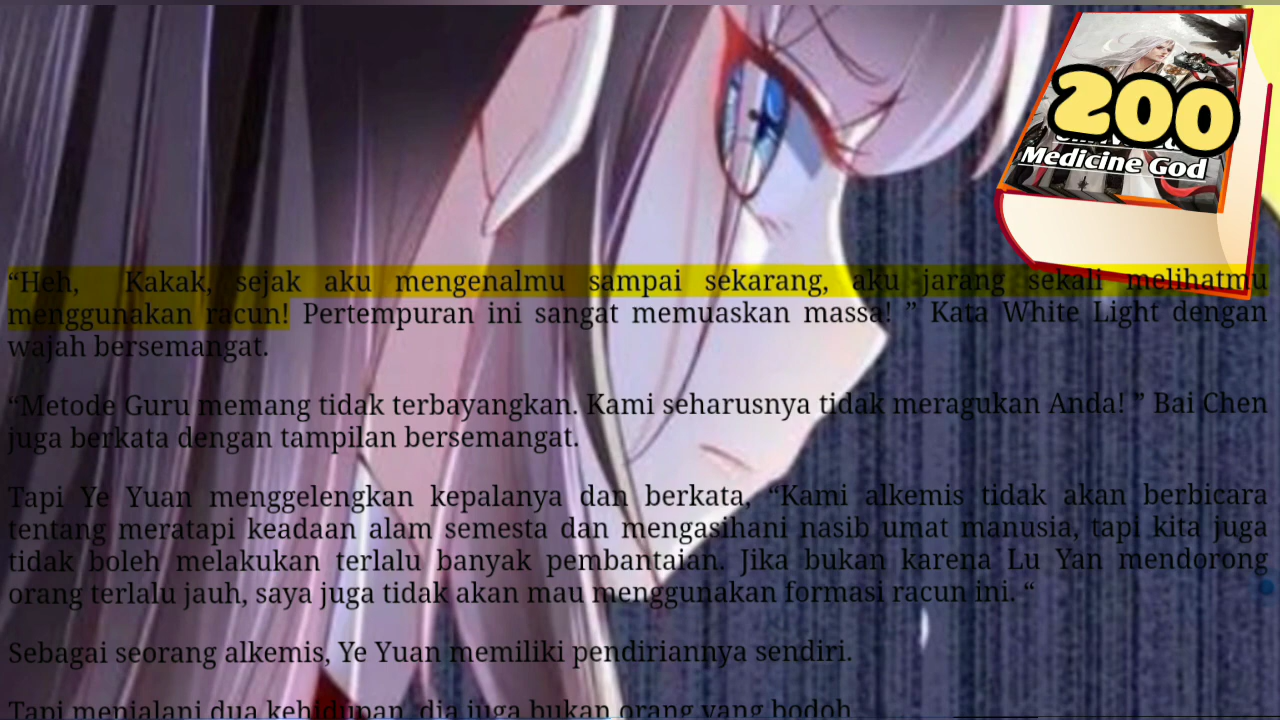 200
Medicine God
“Heh, Kakak, sejak aku mengenalmu sampai sekarang, aku jarang sekali melihatmu
menggunakan racun! Pertempuran ini sangat memuaskan massa! ” Kata White Light dengan
wajah bersemangat.
“Metode Guru memang tidak terbayangkan. Kami seharusnya tidak meragukan Anda! ” Bai Chen
juga berkata dengan tampilan bersemangat.
Tapi Ye Yuan menggelengkan kepalanya dan berkata, “Kami alkemis tidak akan berbicara
tentang meratapi keadaan alam semesta dan mengasihani nasib umat manusia, tapi kita juga
tidak boleh melakukan terlalu banyak pembantaian. Jika bukan karena Lu Yan mendorong
orang terlalu jauh, saya juga tidak akan mau menggunakan formasi racun ini. “
Sebagai seorang alkemis, Ye Yuan memiliki pendiriannya sendiri.
Tapi menjalani dua kehidupan, dia juga bukan orang yang bodoh